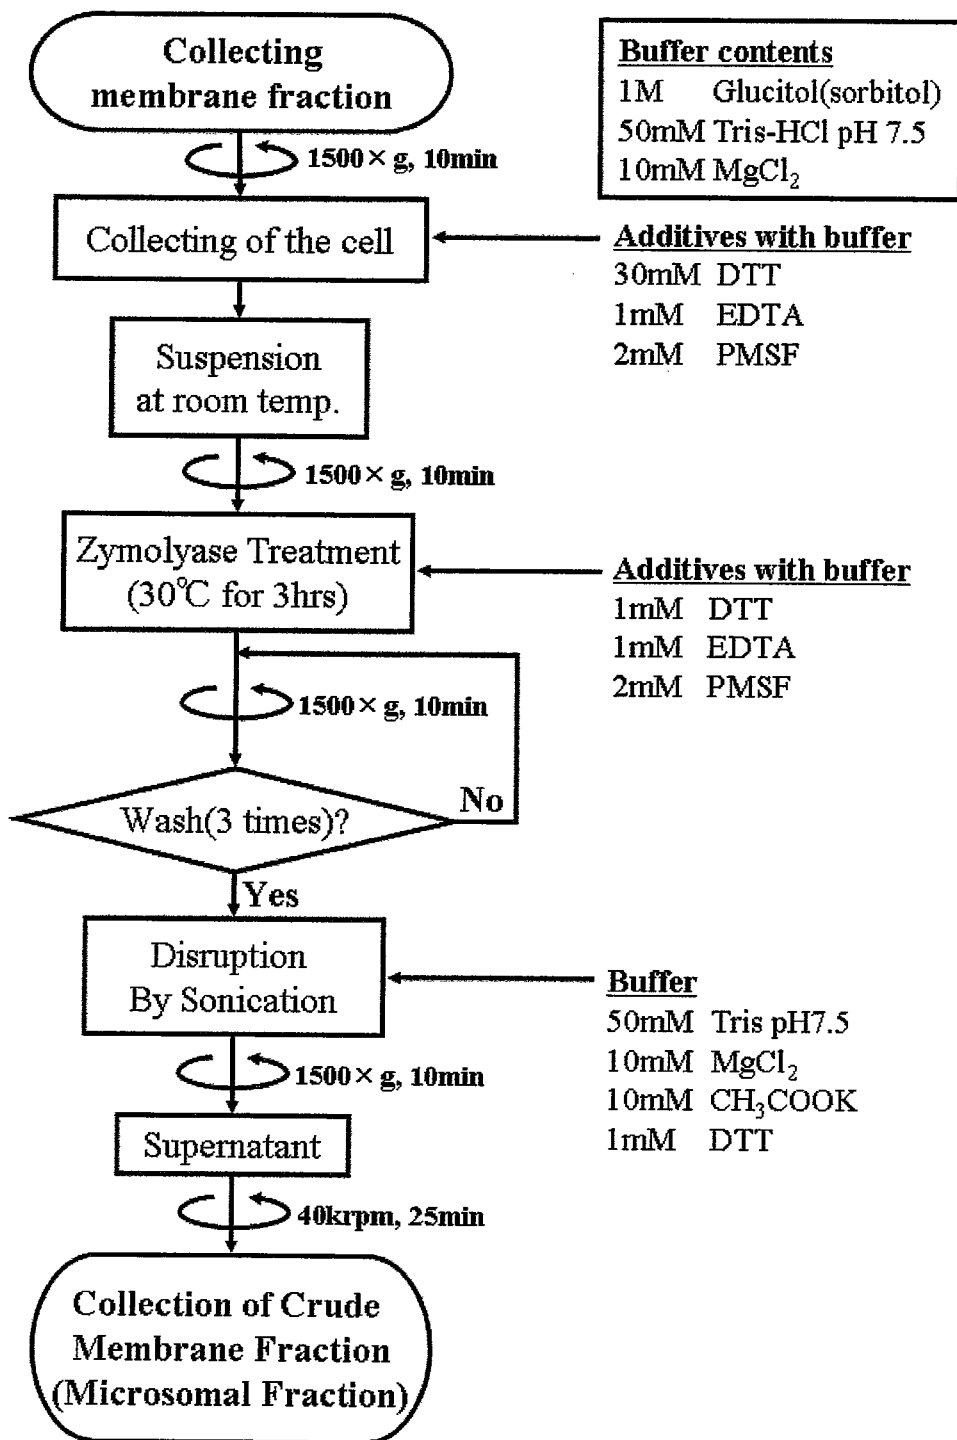 Collecting
membrane fraction
Buffer contents
1M Glucitol(sorbitol)
50mM Tris-HCl pH 7.5
10mM MgCl₂
1500×g, 10min
Collecting of the cell
Additives with buffer
30mM DTT
1mM EDTA
2mM PMSF
Suspension
at room temp.
1500×g, 10min
Zymolyase Treatment
(30℃ for 3hrs)
Additives with buffer
1mM DTT
1mM EDTA
2mM PMSF
1500×g, 10min
Wash(3 times)?
No
Yes
Disruption
By Sonication
Buffer
50mM Tris pH7.5
10mM MgCl₂
10mM CH₃COOK
1mM DTT
1500×g, 10min
Supernatant
40krpm, 25min
Collection of Crude
Membrane Fraction
(Microsomal Fraction)